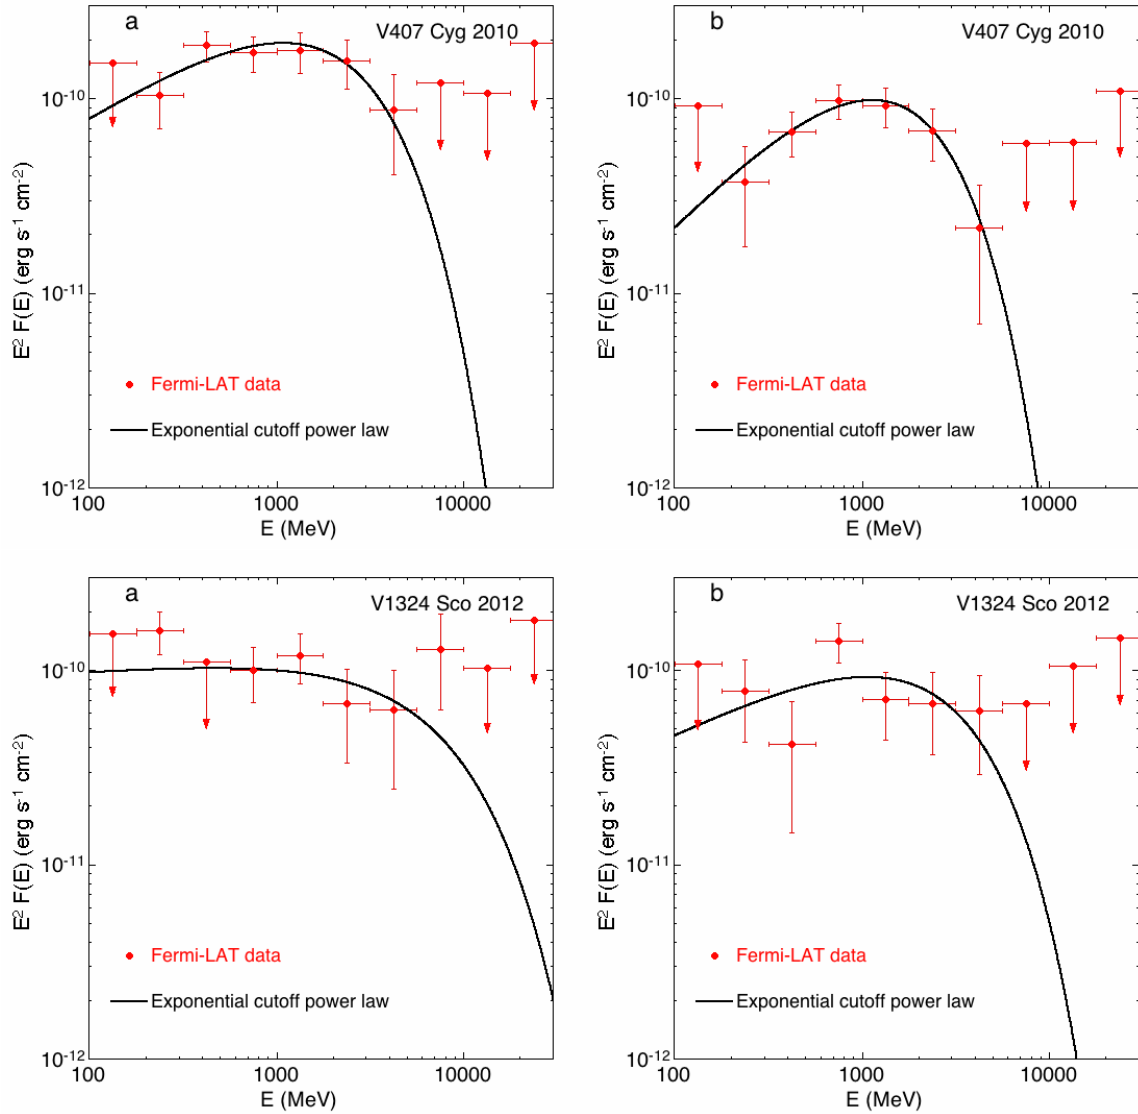 a
V407 Cyg 2010
10⁻¹⁰
10⁻¹¹
10⁻¹²
E² F(E) (erg s⁻¹ cm⁻²)
Fermi-LAT data
Exponential cutoff power law
100
1000
10000
E (MeV)
b
V407 Cyg 2010
10⁻¹⁰
10⁻¹¹
10⁻¹²
E² F(E) (erg s⁻¹ cm⁻²)
Fermi-LAT data
Exponential cutoff power law
100
1000
10000
E (MeV)
a
V1324 Sco 2012
10⁻¹⁰
10⁻¹¹
10⁻¹²
E² F(E) (erg s⁻¹ cm⁻²)
Fermi-LAT data
Exponential cutoff power law
100
1000
10000
E (MeV)
b
V1324 Sco 2012
10⁻¹⁰
10⁻¹¹
10⁻¹²
E² F(E) (erg s⁻¹ cm⁻²)
Fermi-LAT data
Exponential cutoff power law
100
1000
10000
E (MeV)